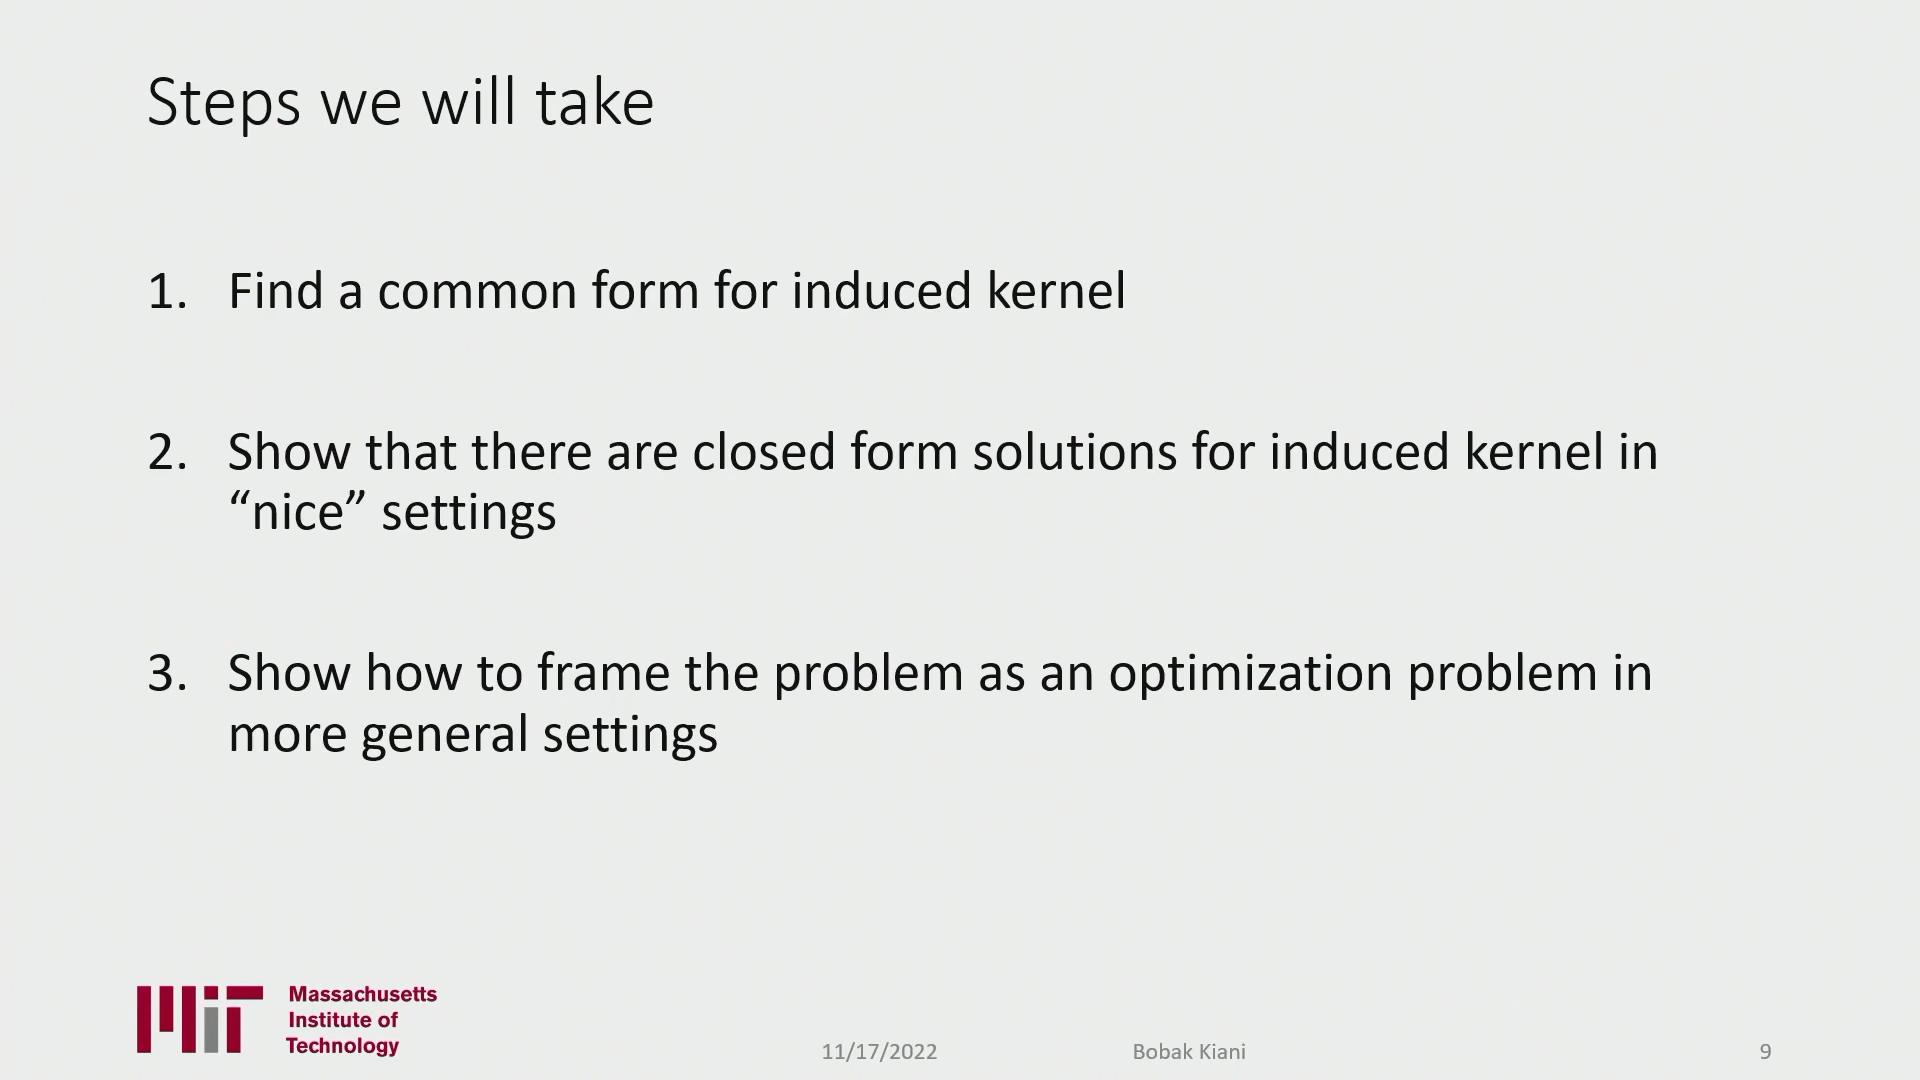 Steps we will take
1. Find a common form for induced kernel
2. Show that there are closed form solutions for induced kernel in
“nice” settings
3. Show how to frame the problem as an optimization problem in
more general settings
MIT
Massachusetts
Institute of
Technology
11/17/2022
Bobak Kiani
9